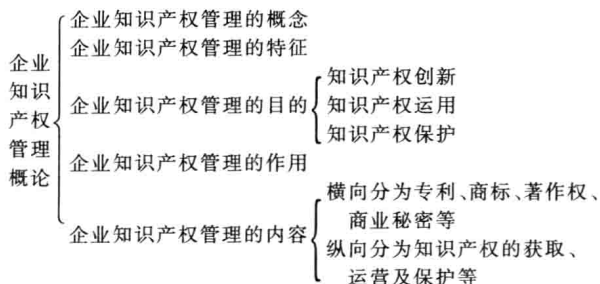 企业
知识
产权
管理
概论
企业知识产权管理的概念
企业知识产权管理的特征
企业知识产权管理的目的
知识产权创新
知识产权运用
知识产权保护
企业知识产权管理的作用
企业知识产权管理的内容
横向分为专利、商标、著作权、
商业秘密等
纵向分为知识产权的获取、
运营及保护等